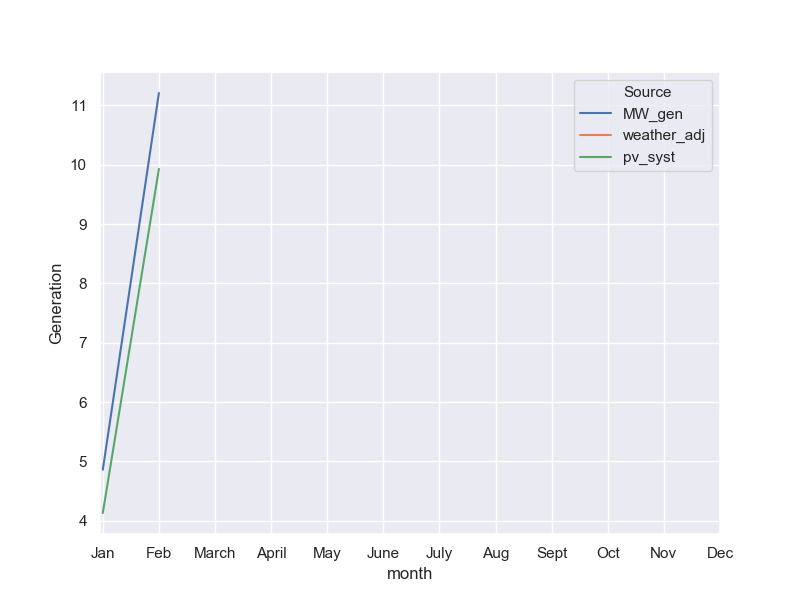 Source
MW_gen
weather_adj
pv_syst
11
10
9
8
7
6
5
4
Generation
Jan Feb March April May June July Aug Sept Oct Nov Dec
month